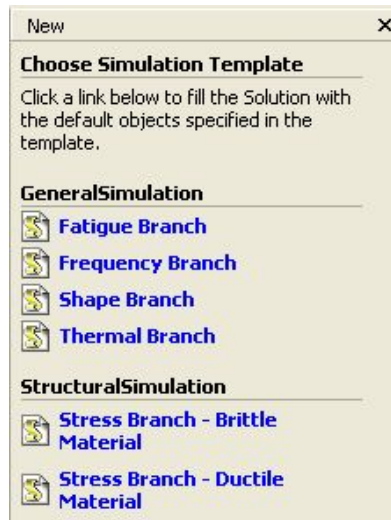 New
Choose Simulation Template
Click a link below to fill the Solution with
the default objects specified in the
template.
GeneralSimulation
Fatigue Branch
Frequency Branch
Shape Branch
Thermal Branch
StructuralSimulation
Stress Branch - Brittle
Material
Stress Branch - Ductile
Material